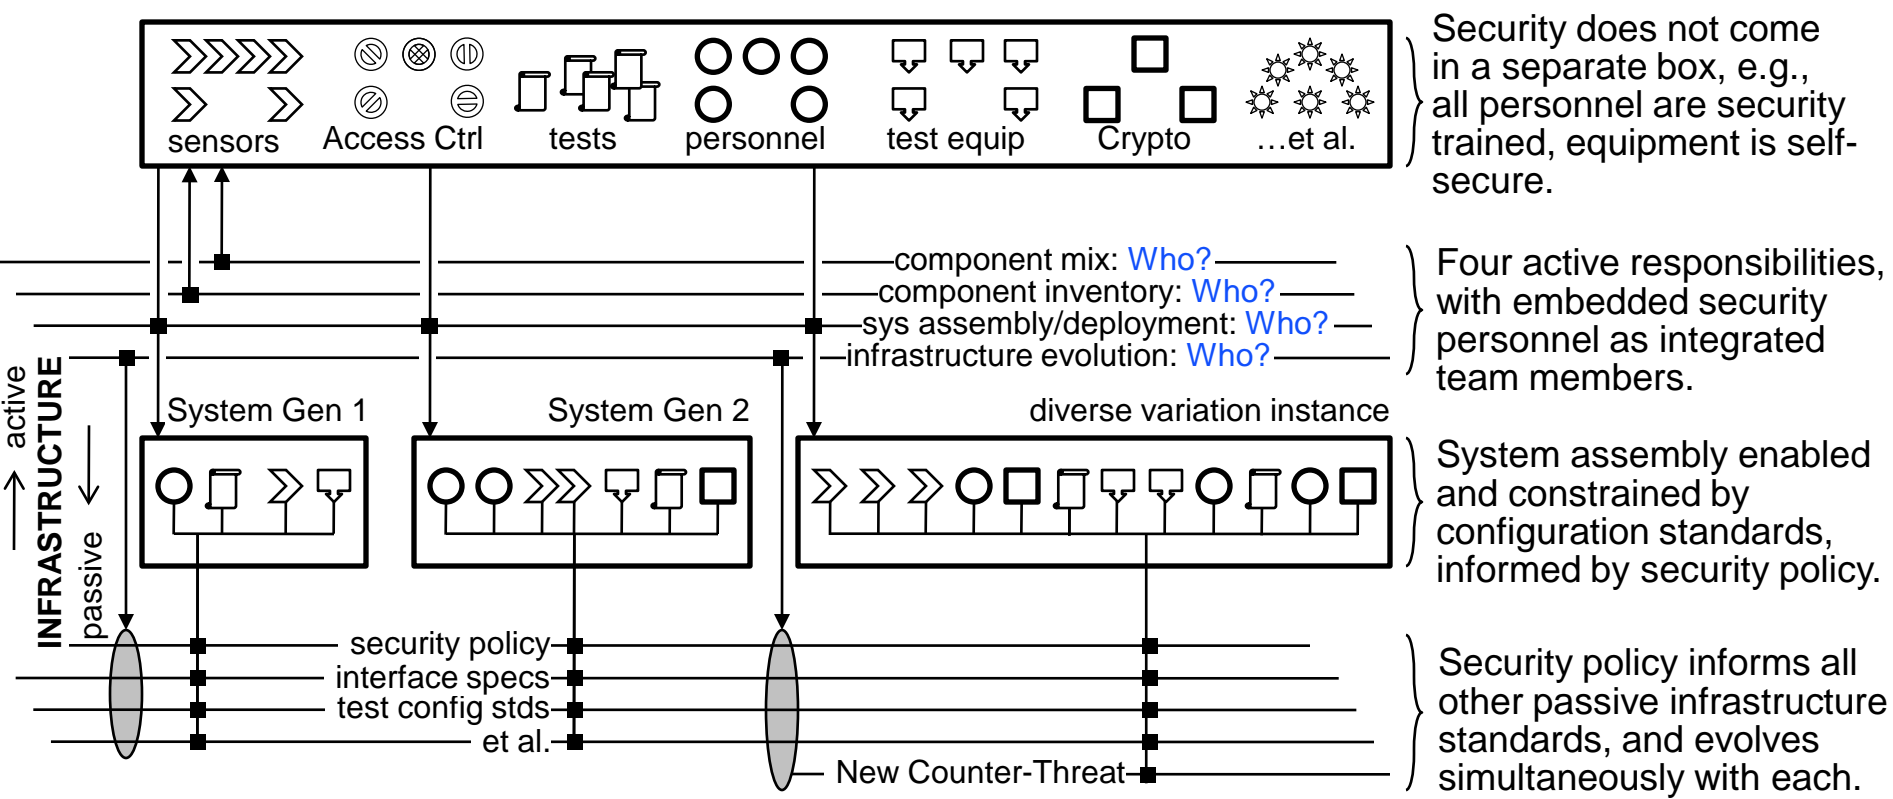 sensors
Access Ctrl
tests
personnel
test equip
Crypto
…et al.
Security does not come
in a separate box, e.g.,
all personnel are security
trained, equipment is self-
secure.
component mix: Who?
component inventory: Who?
sys assembly/deployment: Who?
infrastructure evolution: Who?
Four active responsibilities,
with embedded security
personnel as integrated
team members.
active
INFRASTRUCTURE
passive
System Gen 1
System Gen 2
diverse variation instance
System assembly enabled
and constrained by
configuration standards,
informed by security policy.
security policy
interface specs
test config stds
et al.
New Counter-Threat
Security policy informs all
other passive infrastructure
standards, and evolves
simultaneously with each.